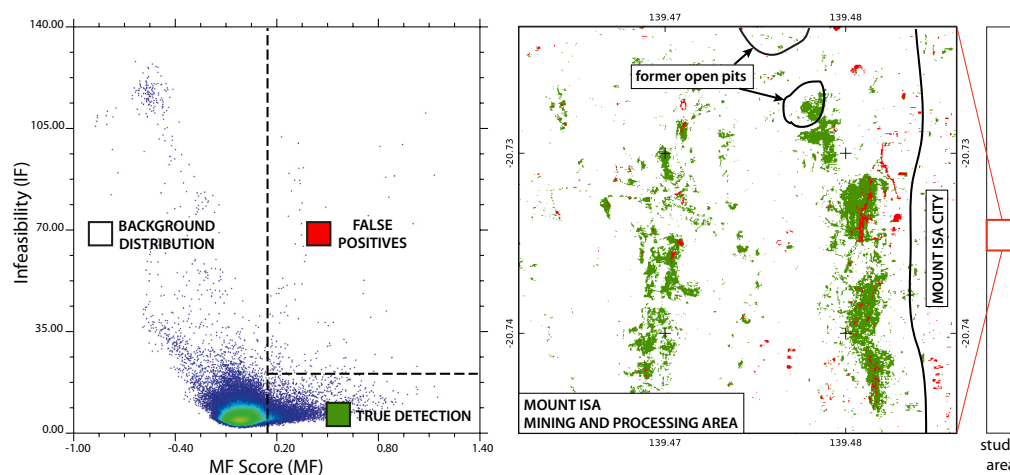 140.00
105.00
70.00
35.00
0.00
-1.00
-0.40
0.20
0.80
1.40
Infeasibility (IF)
MF Score (MF)
BACKGROUND
DISTRIBUTION
FALSE
POSITIVES
TRUE DETECTION
139.47
139.48
former open pits
-20.73
-20.73
MOUNT ISA CITY
-20.74
-20.74
MOUNT ISA
MINING AND PROCESSING AREA
139.47
139.48
stud
area